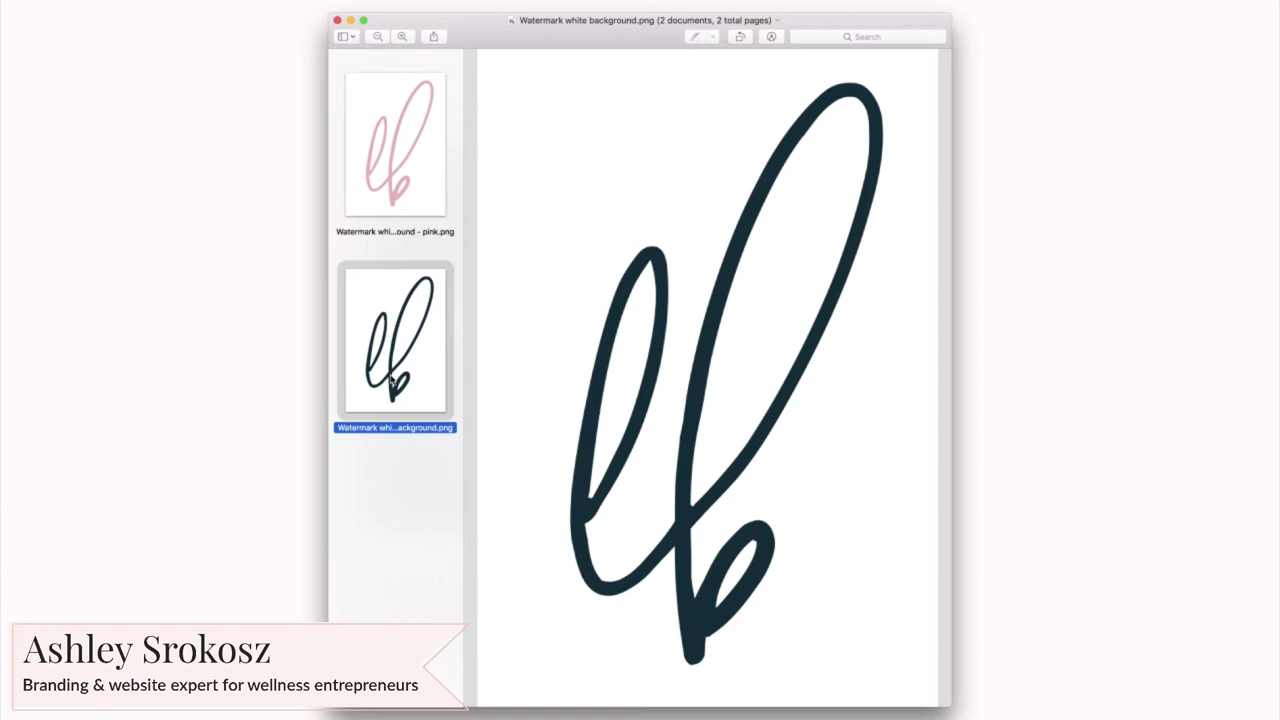 Watermark white background.png (2 documents, 2 total pages)
Search
Watermark whi...ound - pink.png
Watermark whi...ackground.png
lb
Ashley Srokosz
Branding & website expert for wellness entrepreneurs